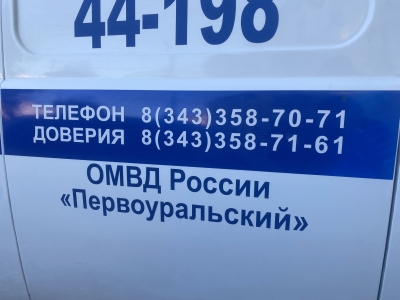 44-198
ТЕЛЕФОН 8(343)358-70-71
ДОВЕРИЯ 8(343)358-71-61
ОМВД России
«Первоуральский»